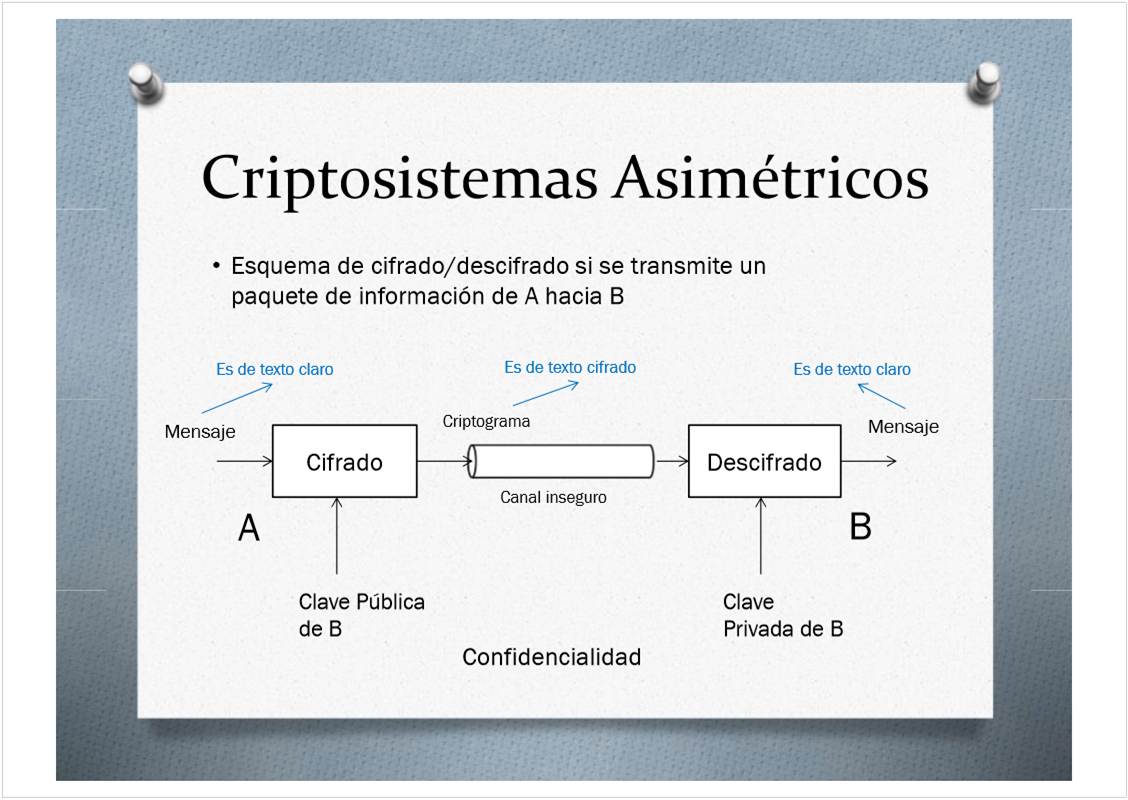 Criptosistemas Asimétricos
• Esquema de cifrado/descifrado si se transmite un
paquete de información de A hacia B
Es de texto claro
Es de texto cifrado
Es de texto claro
Mensaje
Criptograma
Mensaje
Cifrado
Descifrado
Canal inseguro
A
B
Clave Pública
de B
Clave
Privada de B
Confidencialidad